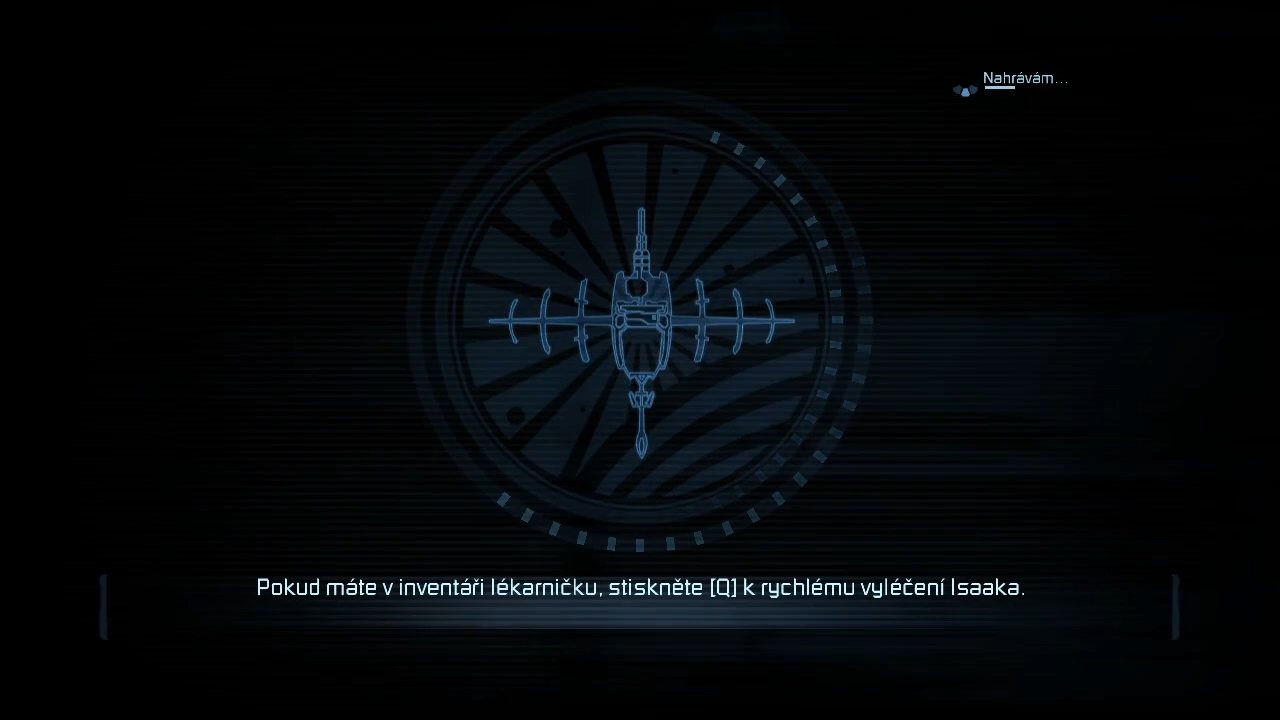 Nahrávám...
Pokud máte v inventáři lékarničku, stiskněte [Q] k rychlému vyléčení Isaaka.